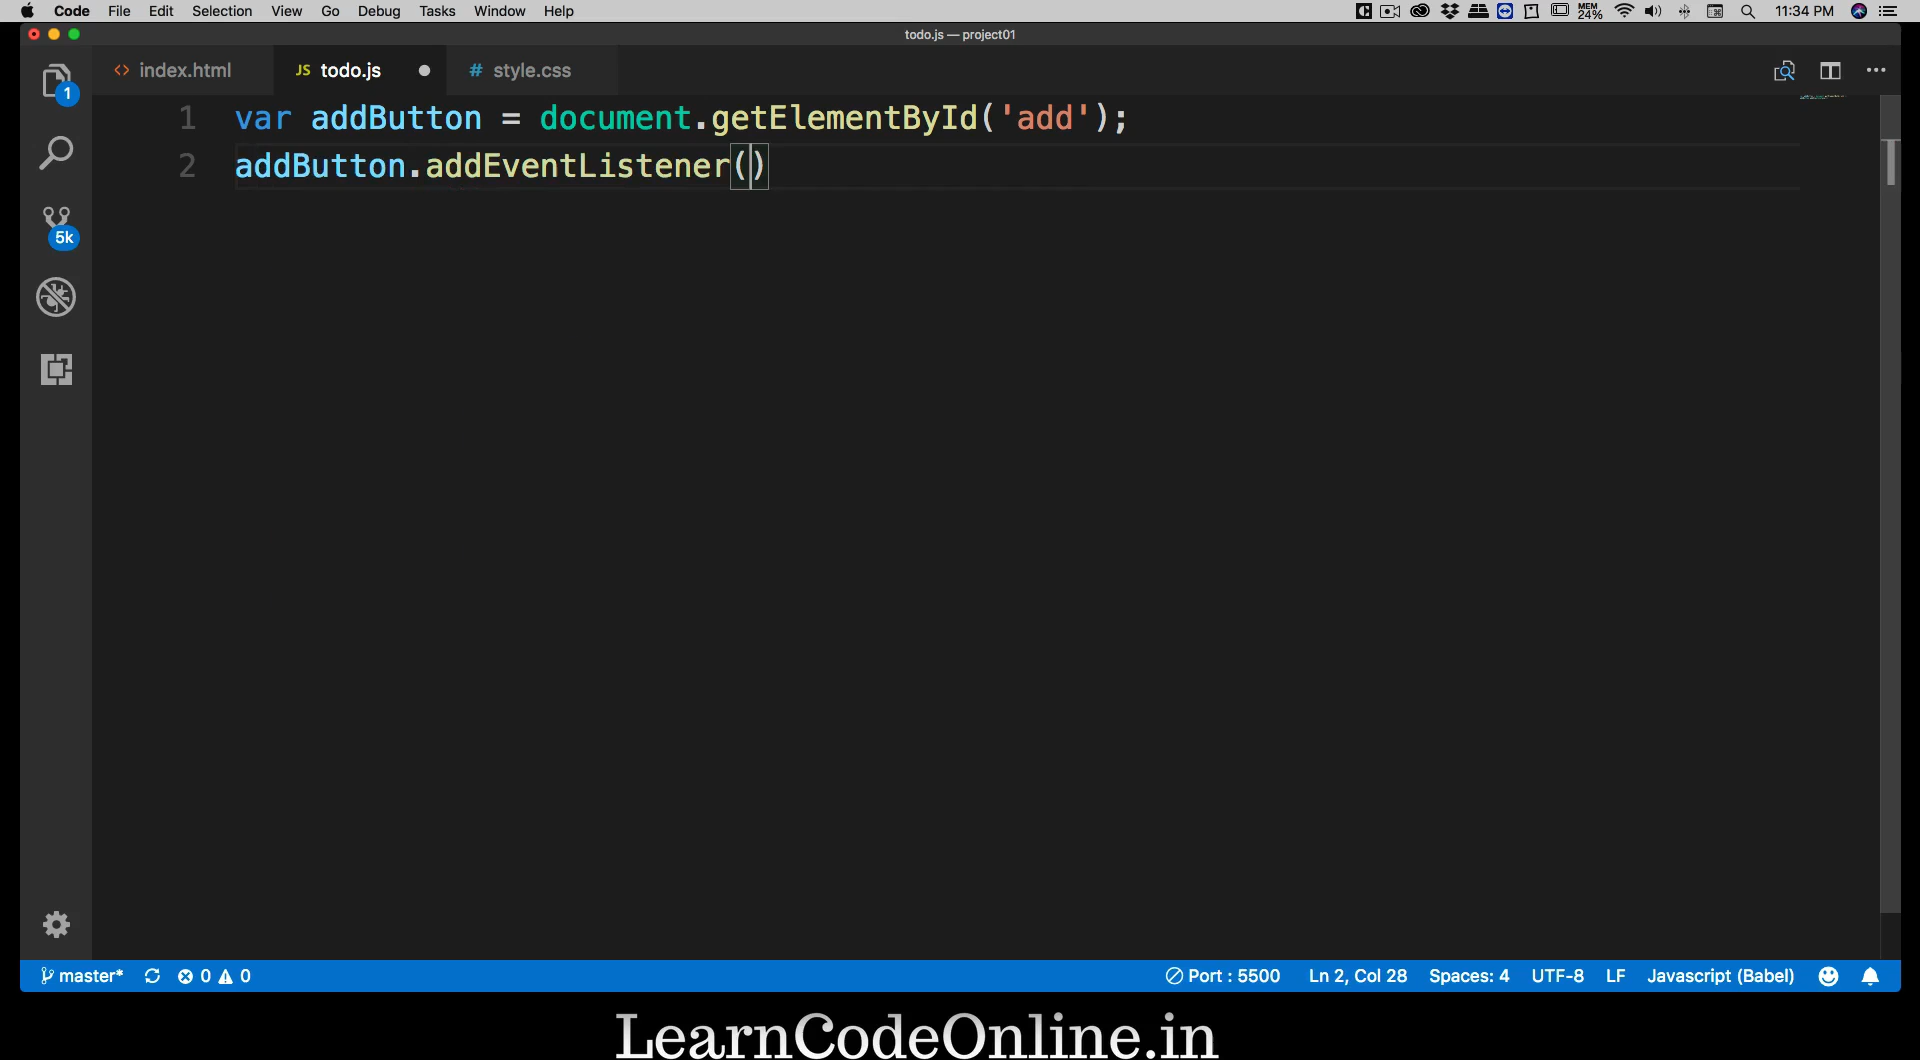 Code File Edit Selection View Go Debug Tasks Window Help MEM 24% 11:34 PM
todo.js — project01
index.html JS todo.js # style.css
1
1 var addButton = document.getElementById('add');
2 addButton.addEventListener()
5k
master* 0 0 Port : 5500 Ln 2, Col 28 Spaces: 4 UTF-8 LF Javascript (Babel)
LearnCodeOnline.in